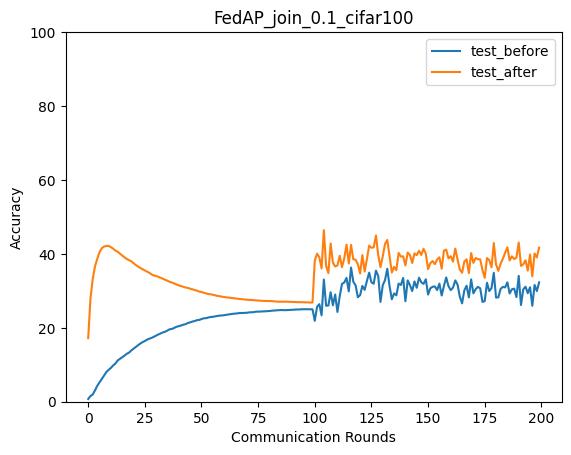 FedAP_join_0.1_cifar100
100
80
60
40
20
0
Accuracy
test_before
test_after
0 25 50 75 100 125 150 175 200
Communication Rounds